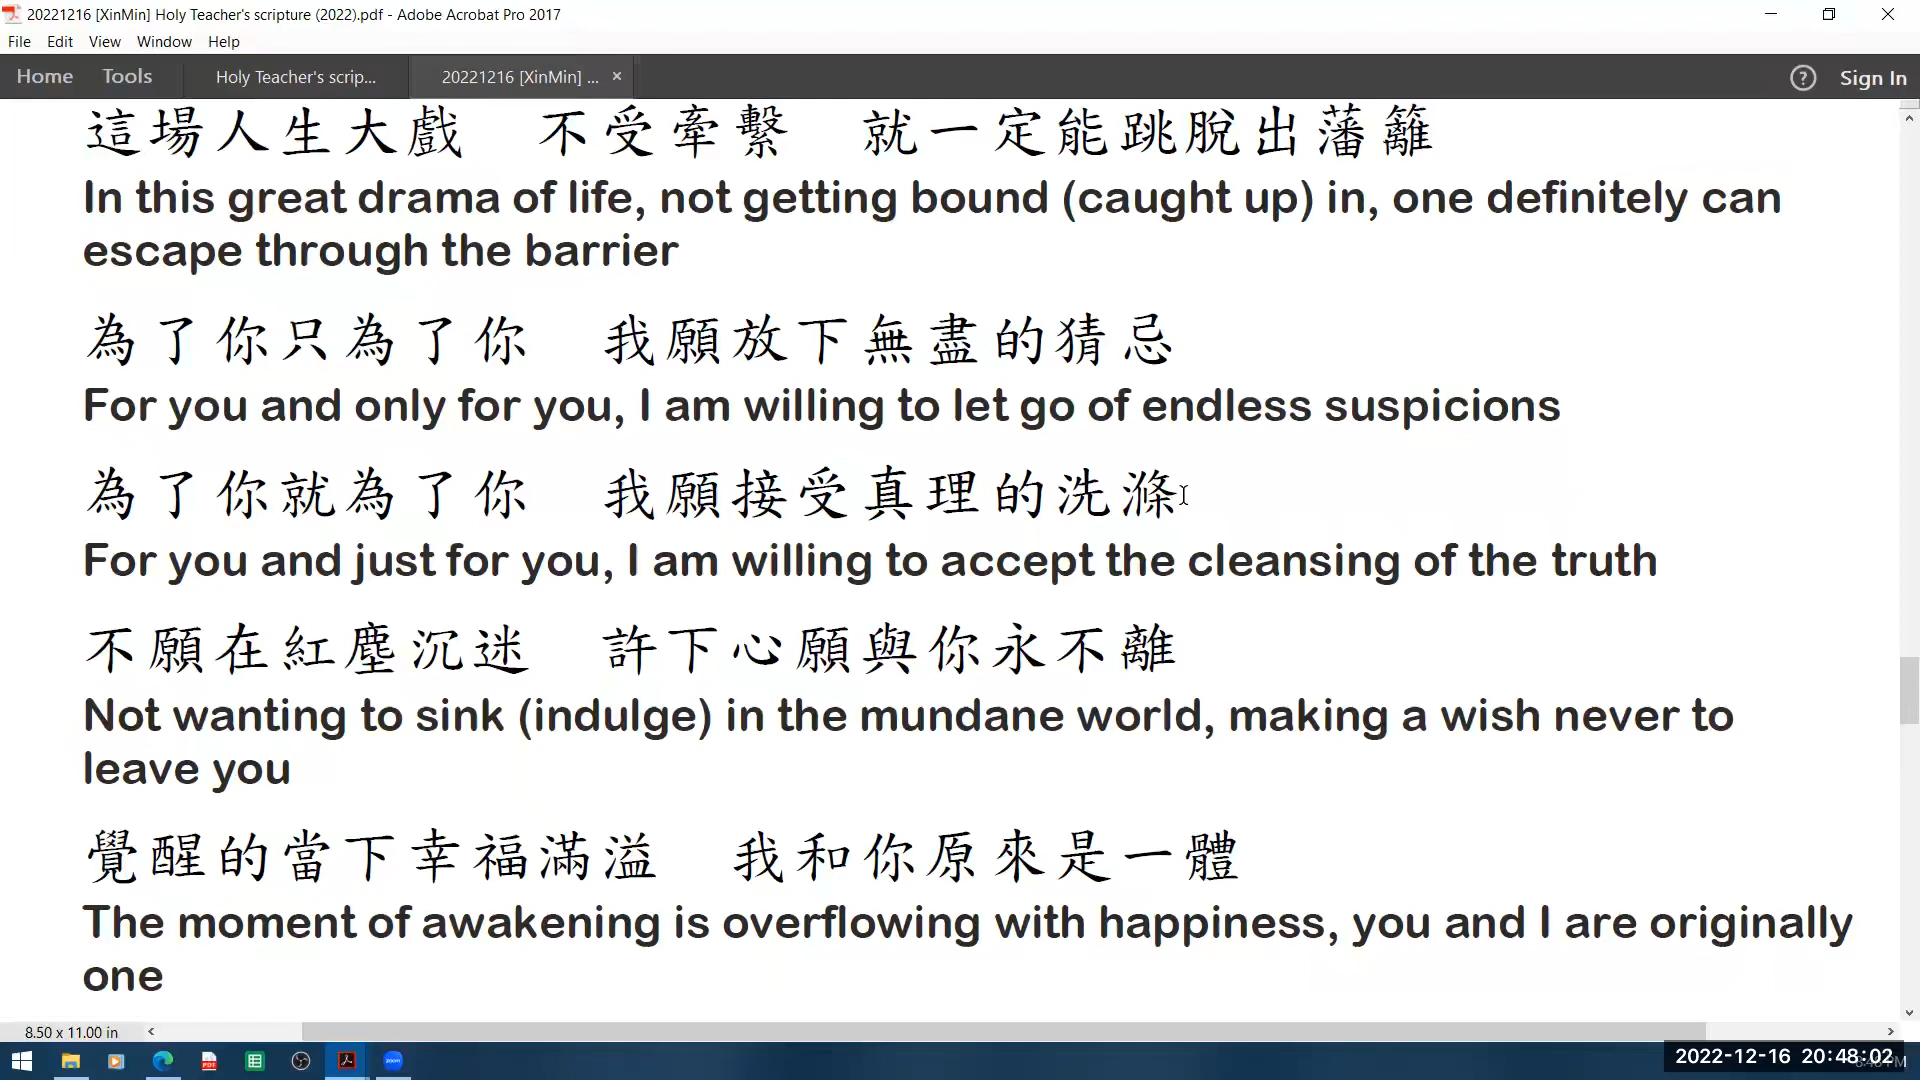 20221216 [XinMin] Holy Teacher's scripture (2022).pdf - Adobe Acrobat Pro 2017
File Edit View Window Help
Home Tools Holy Teacher's scrip... 20221216 [XinMin] ... × ? Sign In
這場人生大戲 不受牽繫 就一定能跳脫出藩籬
In this great drama of life, not getting bound (caught up) in, one definitely can
escape through the barrier
為了你只為了你 我願放下無盡的猜忌
For you and only for you, I am willing to let go of endless suspicions
為了你就為了你 我願接受真理的洗滌
For you and just for you, I am willing to accept the cleansing of the truth
不願在紅塵沉迷 許下心願與你永不離
Not wanting to sink (indulge) in the mundane world, making a wish never to
leave you
覺醒的當下幸福滿溢 我和你原來是一體
The moment of awakening is overflowing with happiness, you and I are originally
one
8.50 x 11.00 in
PDF zoom 2022-12-16 20:48:02